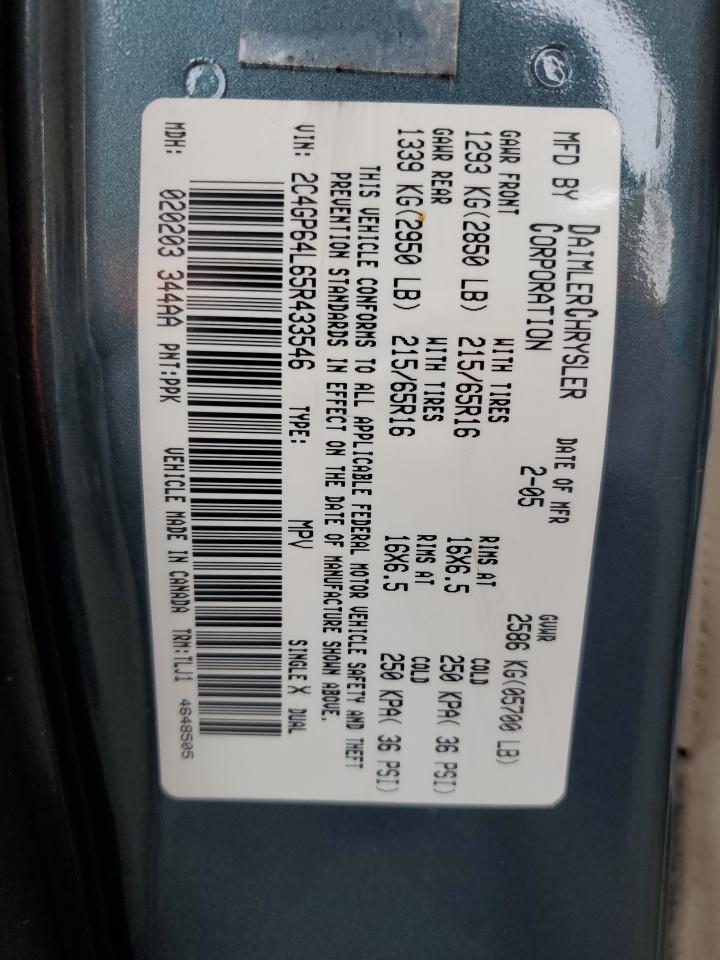 MFD BY DAIMLERCHRYSLER CORPORATION
DATE OF MFR 2-05
GVWR 2586 KG(05700 LB)
GAWR FRONT WITH TIRES RIMS AT COLD
1293 KG(2850 LB) 215/65R16 16X6.5 250 KPA( 36 PSI)
GAWR REAR WITH TIRES RIMS AT COLD
1339 KG(2950 LB) 215/65R16 16X6.5 250 KPA( 36 PSI)
THIS VEHICLE CONFORMS TO ALL APPLICABLE FEDERAL MOTOR VEHICLE SAFETY AND THEFT
PREVENTION STANDARDS IN EFFECT ON THE DATE OF MANUFACTURE SHOWN ABOVE.
VIN: 2C4GP64L65R433546 TYPE: MPV SINGLE X DUAL
MDH: 020203 344AA PNT:PPK VEHICLE MADE IN CANADA TRM:TLJ1 4648505